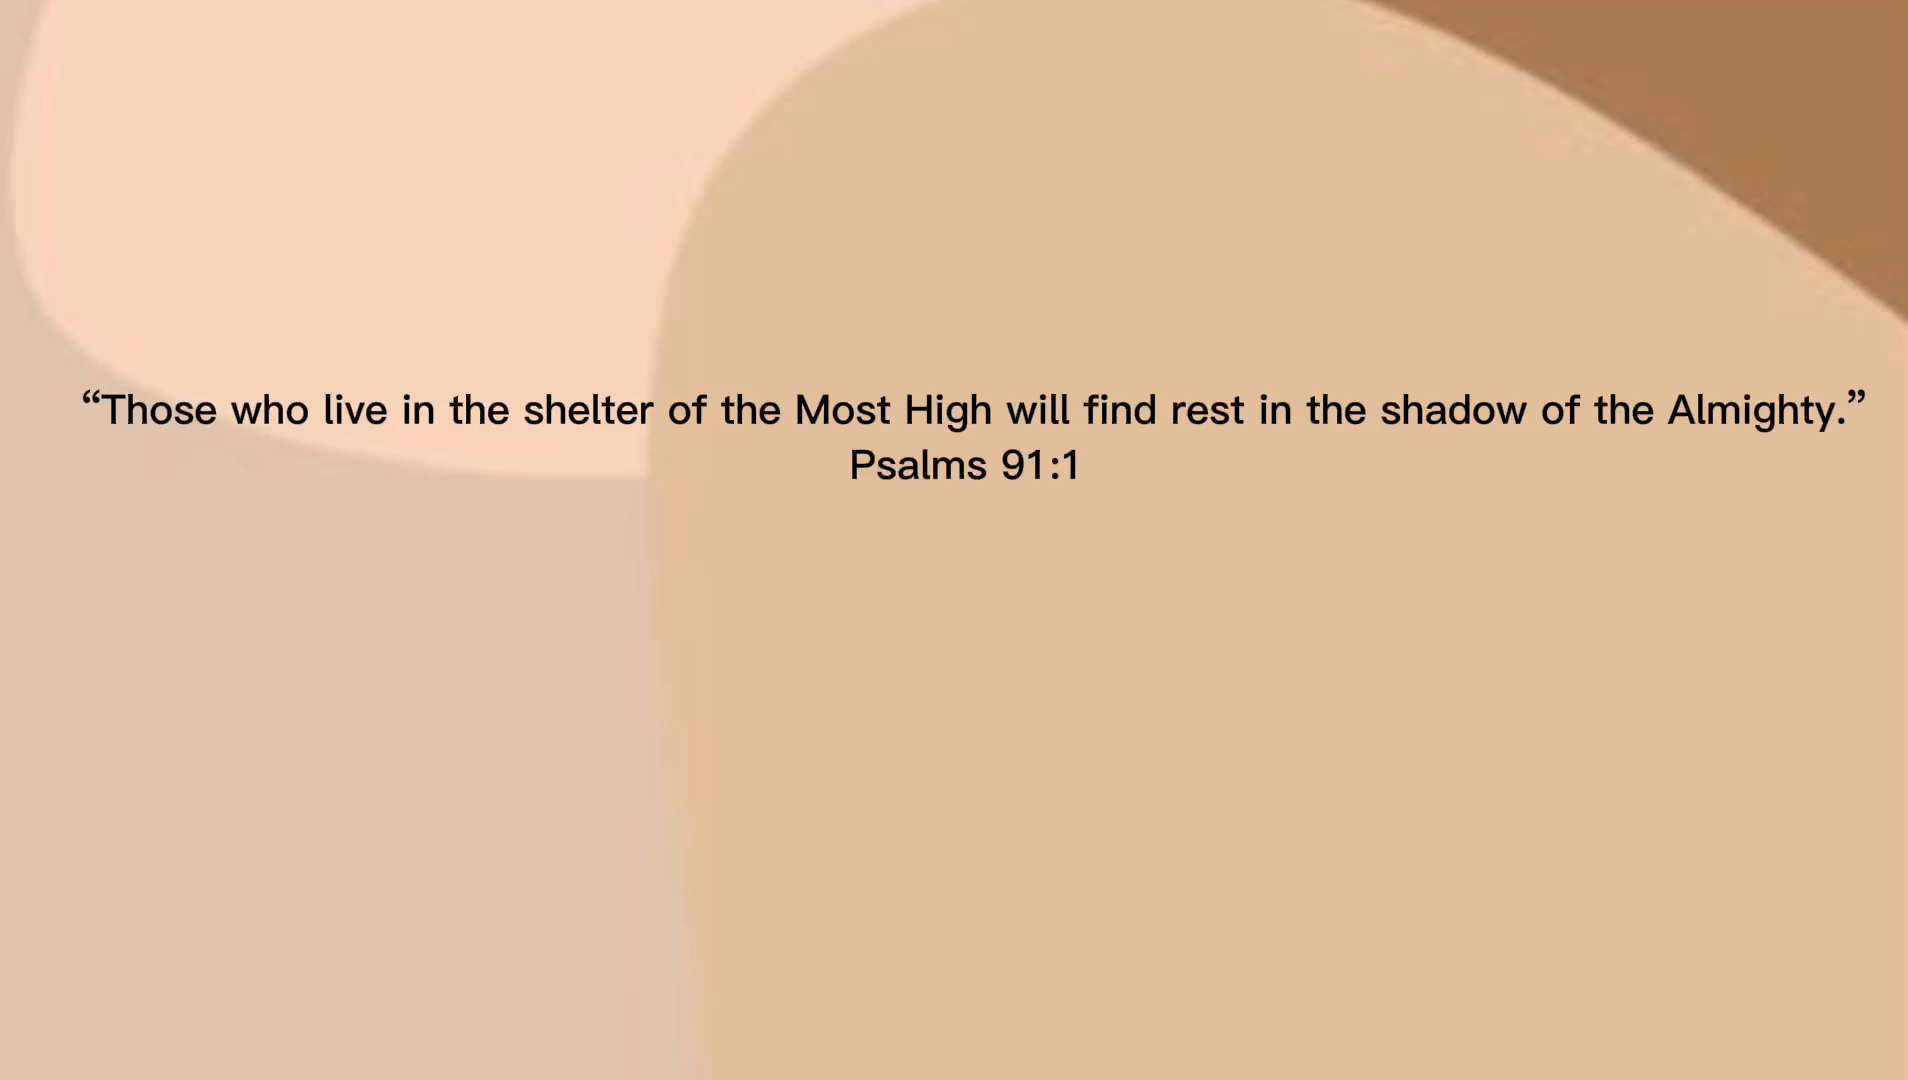 “Those who live in the shelter of the Most High will find rest in the shadow of the Almighty.”
Psalms 91:1